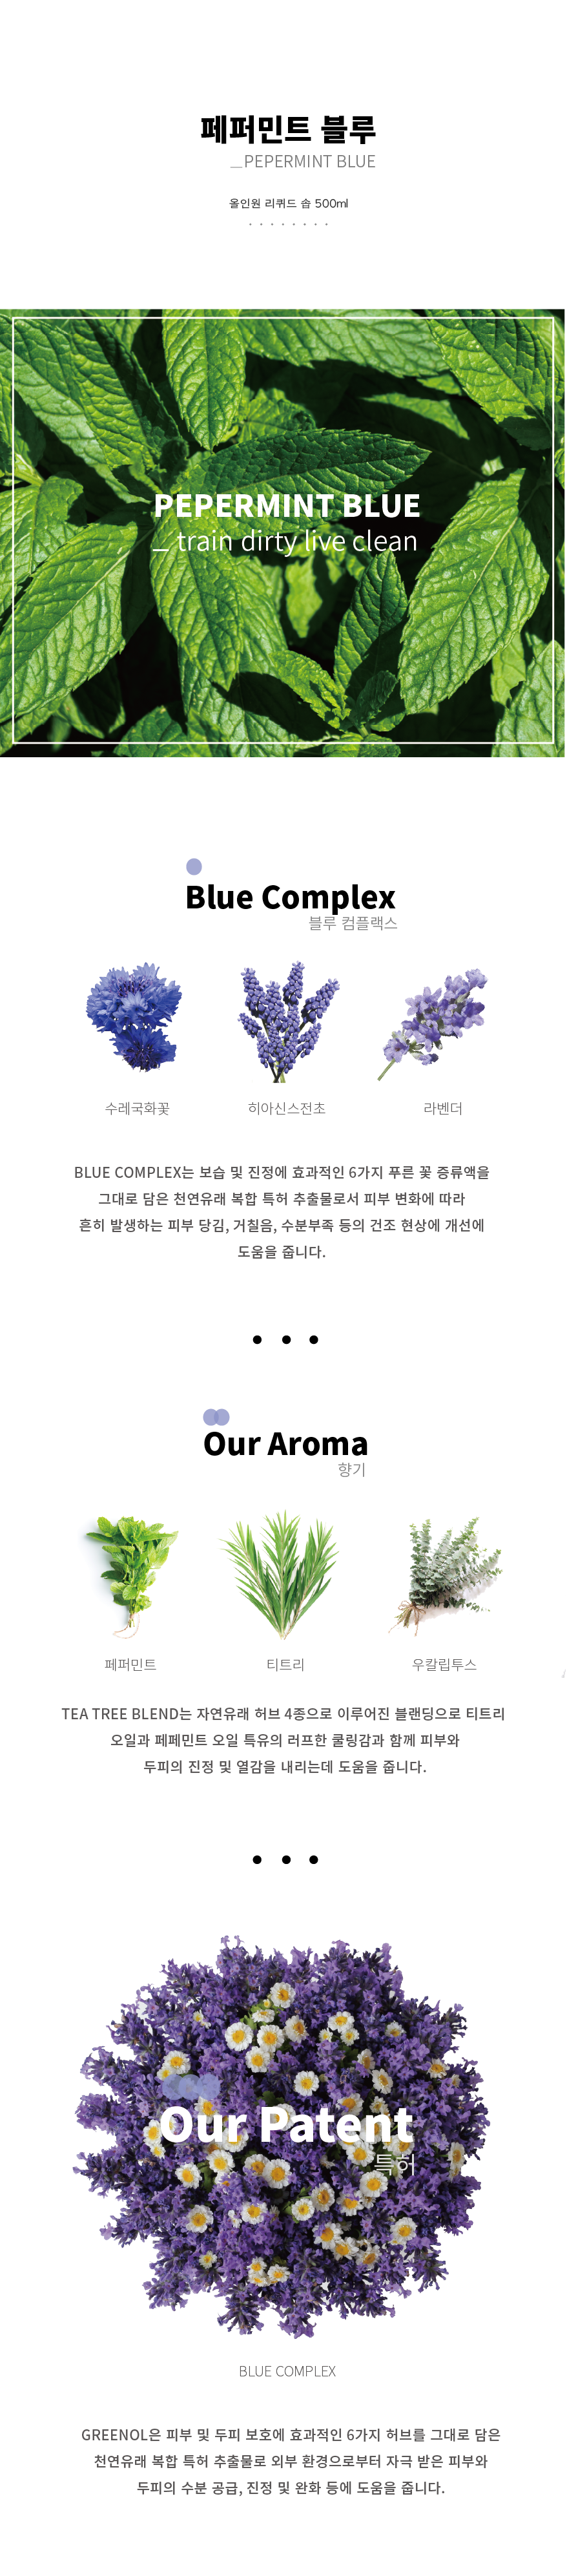 페퍼민트 블루
_PEPERMINT BLUE
올인원 리퀴드 솝 500ml
PEPERMINT BLUE
_ train dirty live clean
Blue Complex
블루 컴플랙스
수레국화꽃
히아신스전초
라벤더
BLUE COMPLEX는 보습 및 진정에 효과적인 6가지 푸른 꽃 증류액을
그대로 담은 천연유래 복합 특허 추출물로서 피부 변화에 따라
흔히 발생하는 피부 당김, 거칠음, 수분부족 등의 건조 현상에 개선에
도움을 줍니다.
Our Aroma
향기
페퍼민트
티트리
우칼립투스
TEA TREE BLEND는 자연유래 허브 4종으로 이루어진 블랜딩으로 티트리
오일과 페페민트 오일 특유의 러프한 쿨링감과 함께 피부와
두피의 진정 및 열감을 내리는데 도움을 줍니다.
Our Patent
특허
BLUE COMPLEX
GREENOL은 피부 및 두피 보호에 효과적인 6가지 허브를 그대로 담은
천연유래 복합 특허 추출물로 외부 환경으로부터 자극 받은 피부와
두피의 수분 공급, 진정 및 완화 등에 도움을 줍니다.